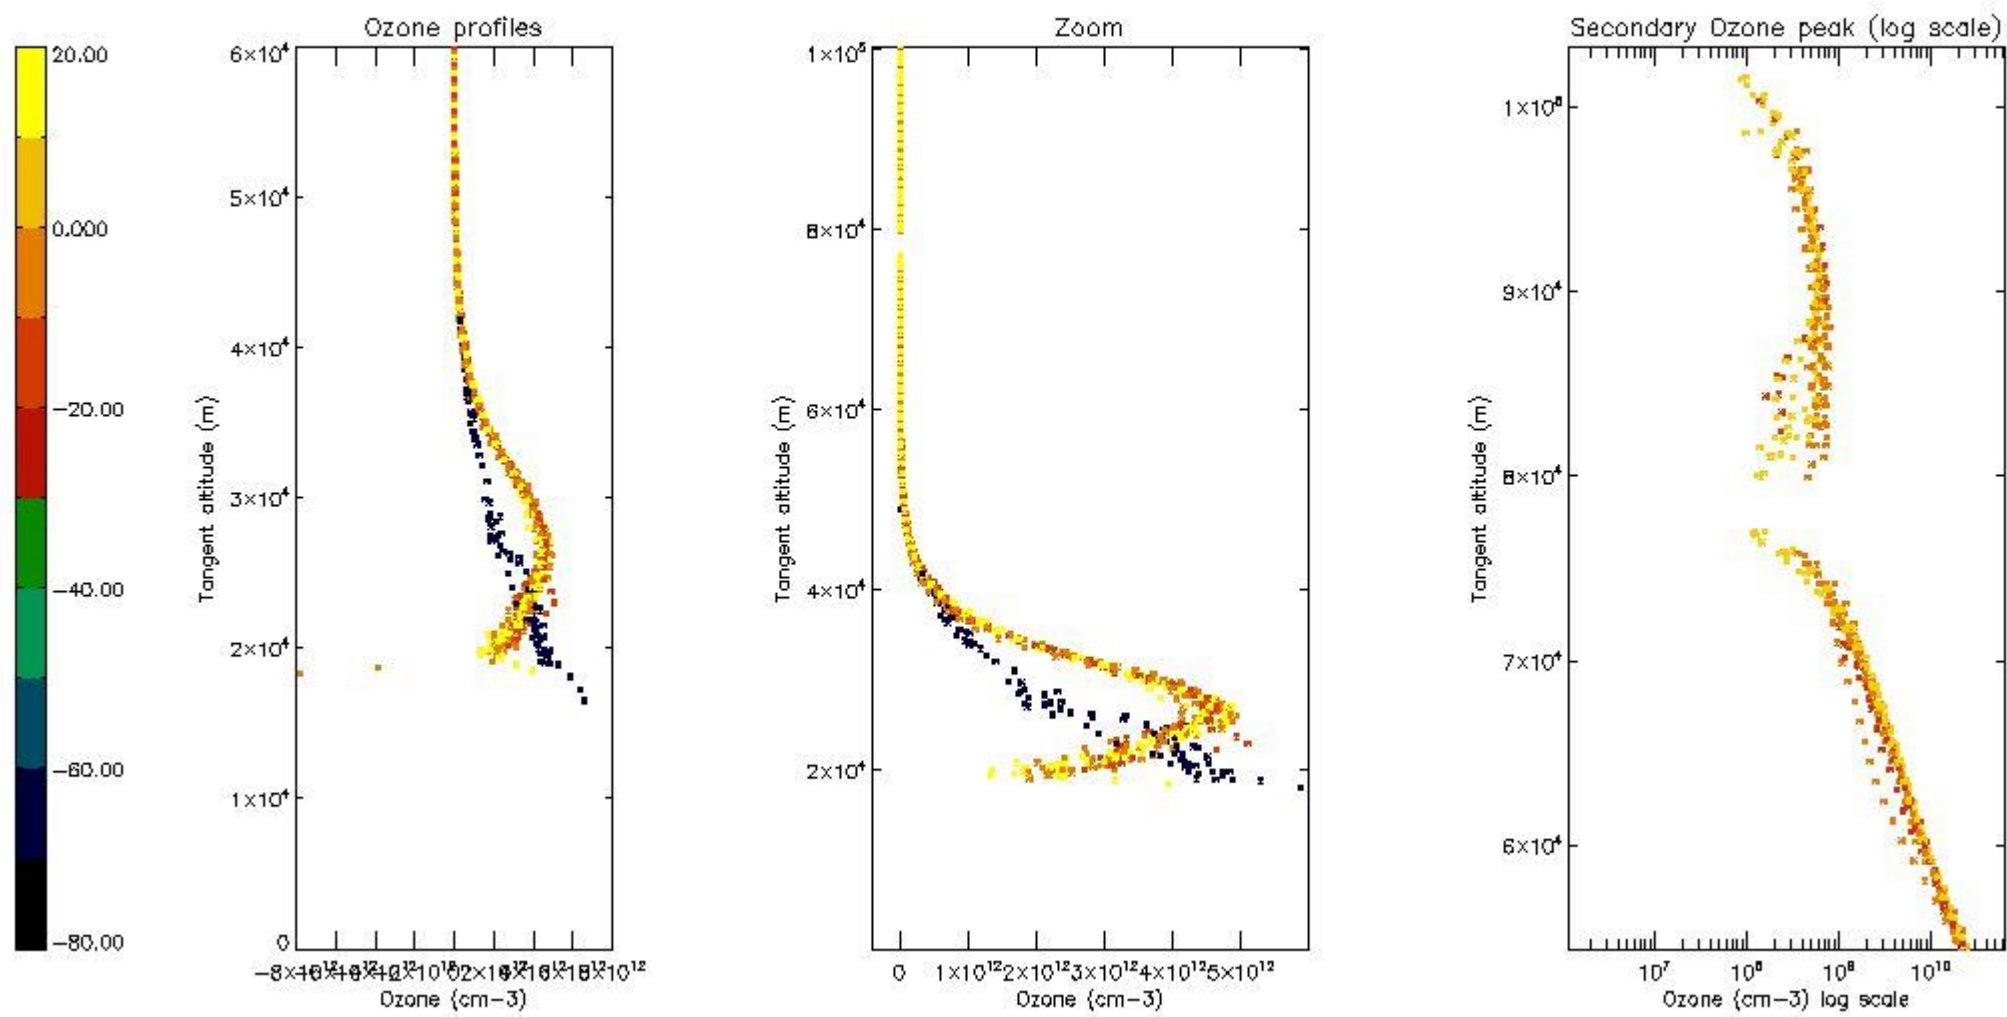 Ozone profiles
Zoom
Secondary Ozone peak (log scale)
20.00
0.000
−20.00
−40.00
−60.00
−80.00
6×10⁴
5×10⁴
4×10⁴
3×10⁴
2×10⁴
1×10⁴
0
Tangent altitude (m)
Ozone (cm−3)
1×10⁵
8×10⁴
6×10⁴
4×10⁴
2×10⁴
Tangent altitude (m)
0 1×10¹² 2×10¹² 3×10¹² 4×10¹² 5×10¹²
Ozone (cm−3)
9×10⁴
8×10⁴
7×10⁴
6×10⁴
Tangent altitude (m)
10⁷ 10⁸ 10⁹ 10¹⁰
Ozone (cm−3) log scale